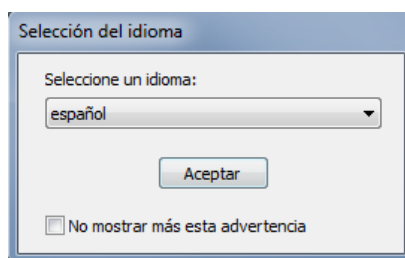 Selección del idioma
Seleccione un idioma:
español
Aceptar
No mostrar más esta advertencia